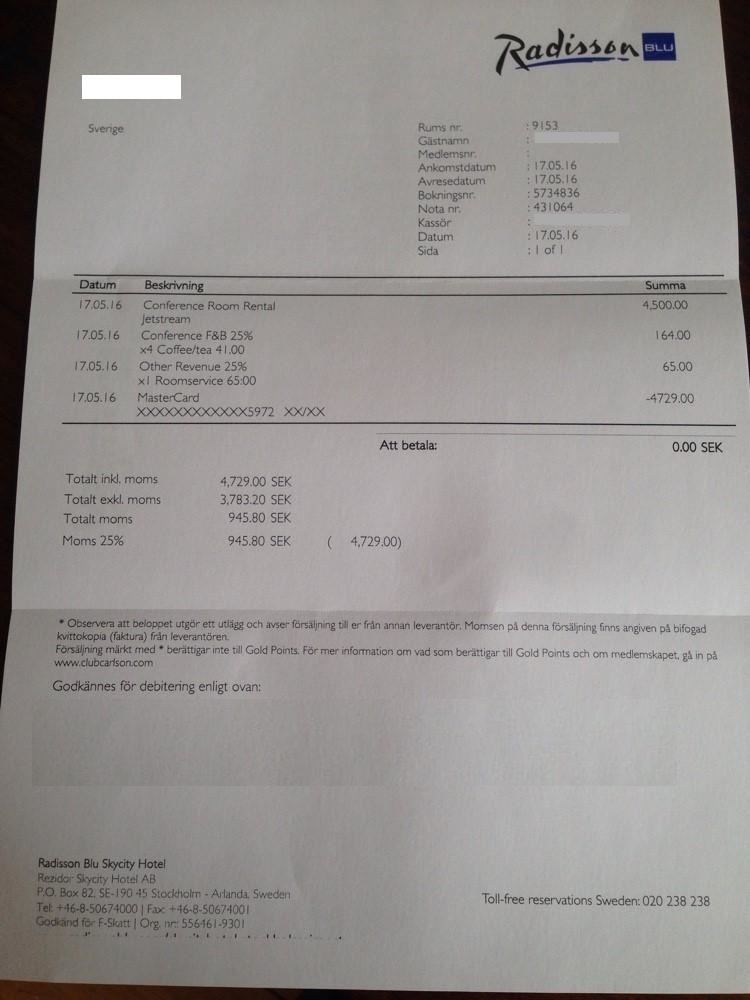 Radisson BLU
Sverige
Rums nr. : 9153
Gästnamn :
Medlemsnr. :
Ankomstdatum : 17.05.16
Avresedatum : 17.05.16
Bokningsnr. : 5734836
Nota nr. : 431064
Kassör :
Datum : 17.05.16
Sida : 1 of 1
Datum Beskrivning Summa
17.05.16 Conference Room Rental 4,500.00
Jetstream
17.05.16 Conference F&B 25% 164.00
x4 Coffee/tea 41.00
17.05.16 Other Revenue 25% 65.00
x1 Roomservice 65:00
17.05.16 MasterCard -4729.00
XXXXXXXXXXXX5972 XX/XX
Att betala: 0.00 SEK
Totalt inkl. moms 4,729.00 SEK
Totalt exkl. moms 3,783.20 SEK
Totalt moms 945.80 SEK
Moms 25% 945.80 SEK ( 4,729.00)
* Observera att beloppet utgör ett utlägg och avser försäljning till er från annan leverantör. Momsen på denna försäljning finns angiven på bifogad
kvittokopia (faktura) från leverantören.
Försäljning märkt med * berättigar inte till Gold Points. För mer information om vad som berättigar till Gold Points och om medlemskapet, gå in på
www.clubcarlson.com
Godkännes för debitering enligt ovan:
Radisson Blu Skycity Hotel
Rezidor Skycity Hotel AB
P.O. Box 82, SE-190 45 Stockholm - Arlanda, Sweden
Tel: +46-8-50674000 | Fax: +46-8-50674001
Godkänd för F-Skatt | Org. nr.: 556461-9301
Toll-free reservations Sweden: 020 238 238